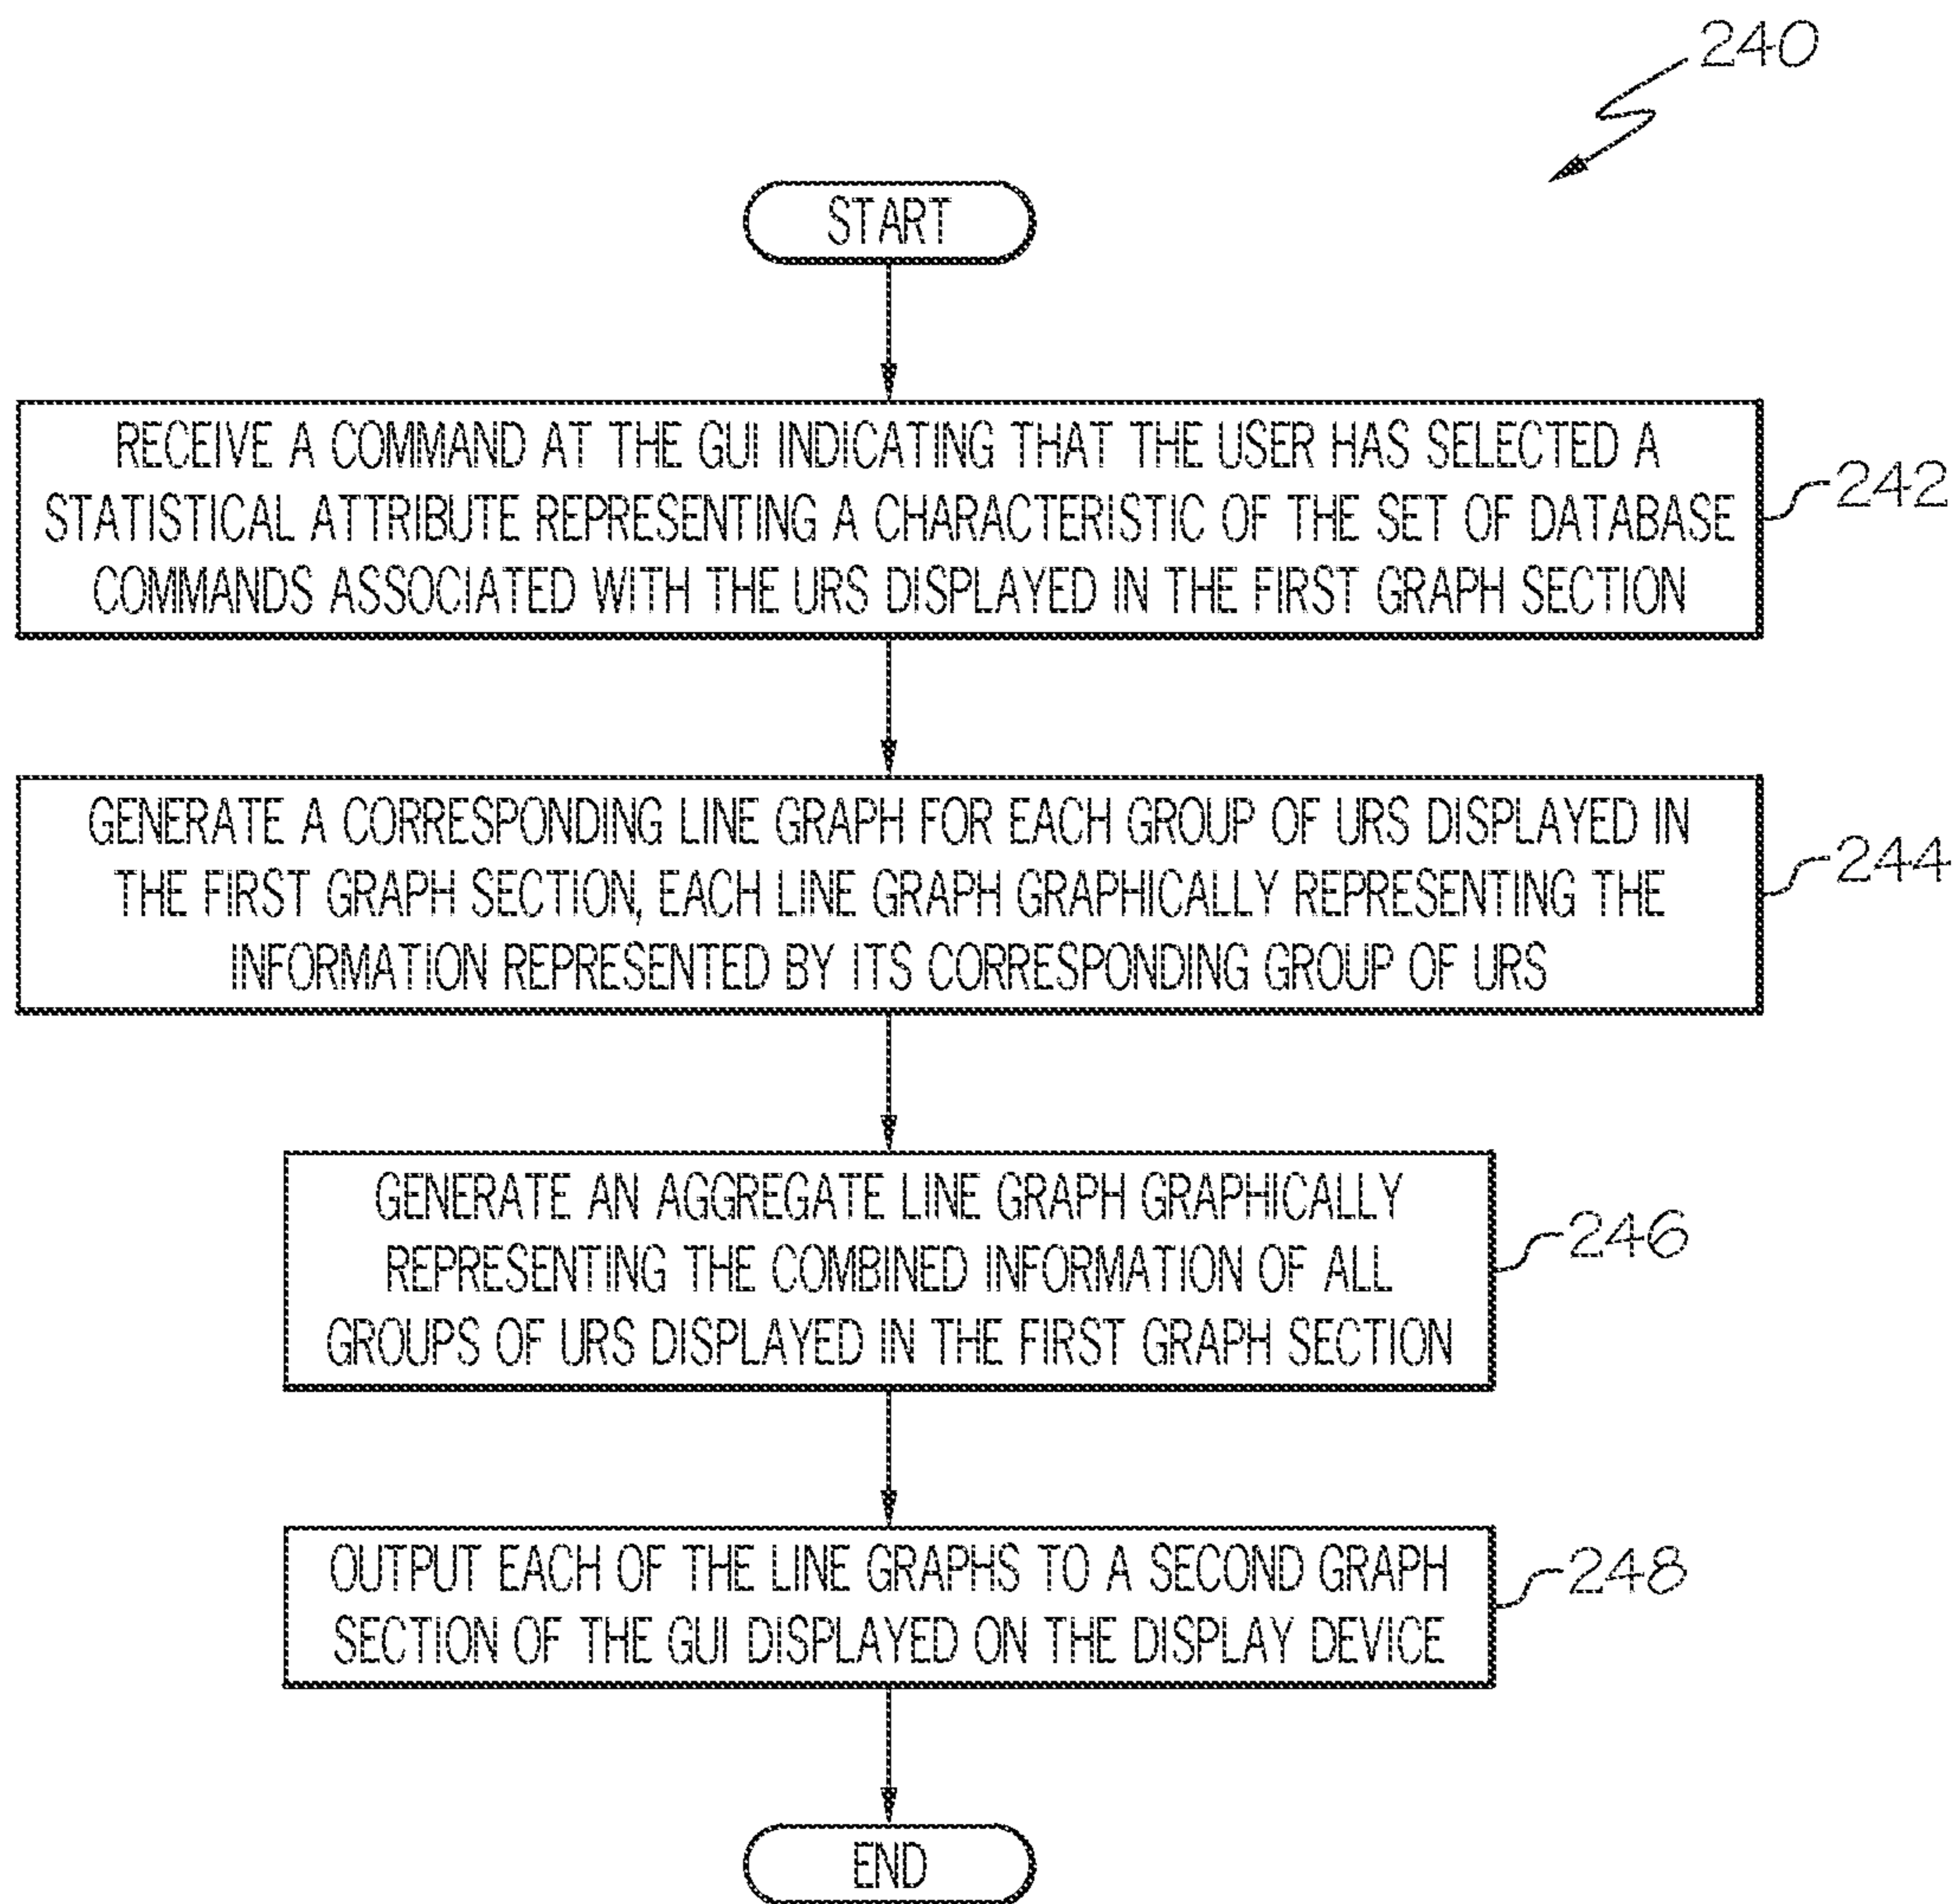 240
START
RECEIVE A COMMAND AT THE GUI INDICATING THAT THE USER HAS SELECTED A
STATISTICAL ATTRIBUTE REPRESENTING A CHARACTERISTIC OF THE SET OF DATABASE
COMMANDS ASSOCIATED WITH THE URS DISPLAYED IN THE FIRST GRAPH SECTION
242
GENERATE A CORRESPONDING LINE GRAPH FOR EACH GROUP OF URS DISPLAYED IN
THE FIRST GRAPH SECTION, EACH LINE GRAPH GRAPHICALLY REPRESENTING THE
INFORMATION REPRESENTED BY ITS CORRESPONDING GROUP OF URS
244
GENERATE AN AGGREGATE LINE GRAPH GRAPHICALLY
REPRESENTING THE COMBINED INFORMATION OF ALL
GROUPS OF URS DISPLAYED IN THE FIRST GRAPH SECTION
246
OUTPUT EACH OF THE LINE GRAPHS TO A SECOND GRAPH
SECTION OF THE GUI DISPLAYED ON THE DISPLAY DEVICE
248
END